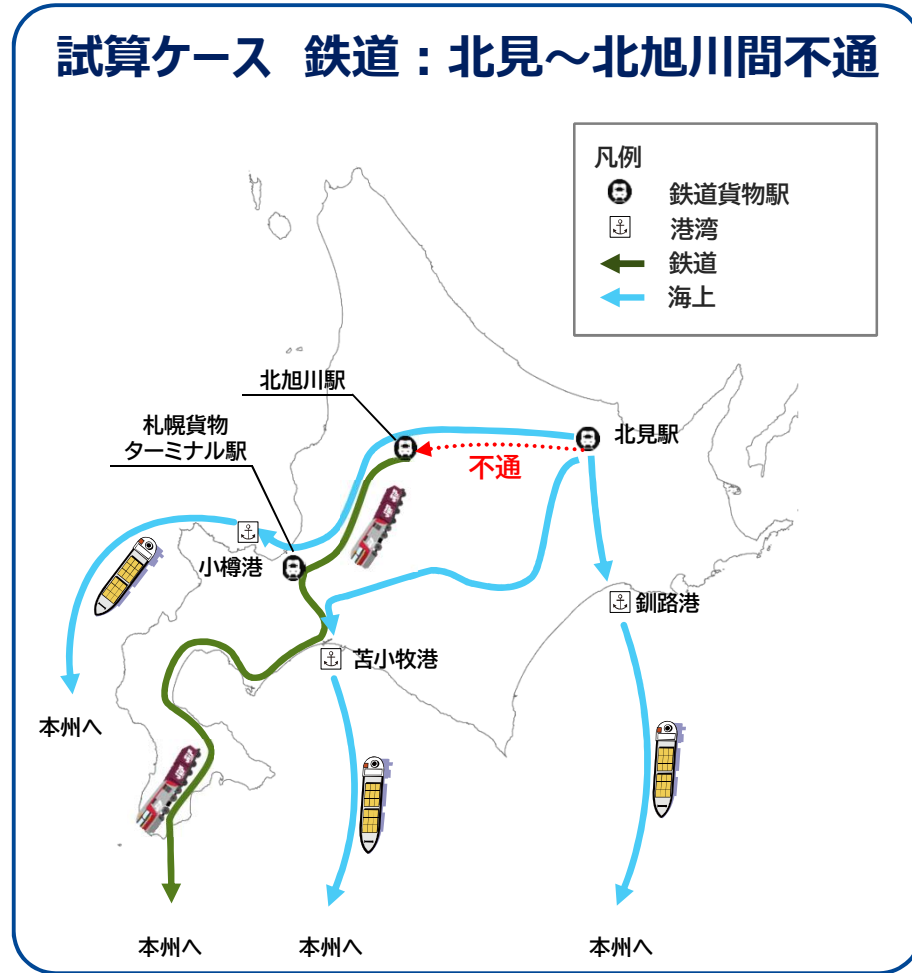 試算ケース 鉄道：北見～北旭川間不通
凡例
鉄道貨物駅
港湾
鉄道
海上
北旭川駅
札幌貨物
ターミナル駅
北見駅
不通
小樽港
釧路港
苫小牧港
本州へ
本州へ
本州へ
本州へ